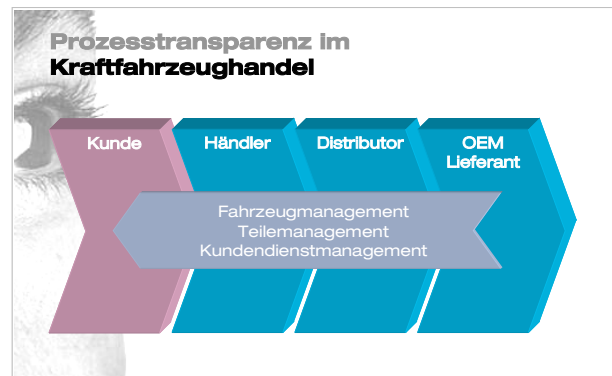 Prozesstransparenz im
Kraftfahrzeughandel
Kunde
Händler
Distributor
OEM
Lieferant
Fahrzeugmanagement
Teilemanagement
Kundendienstmanagement